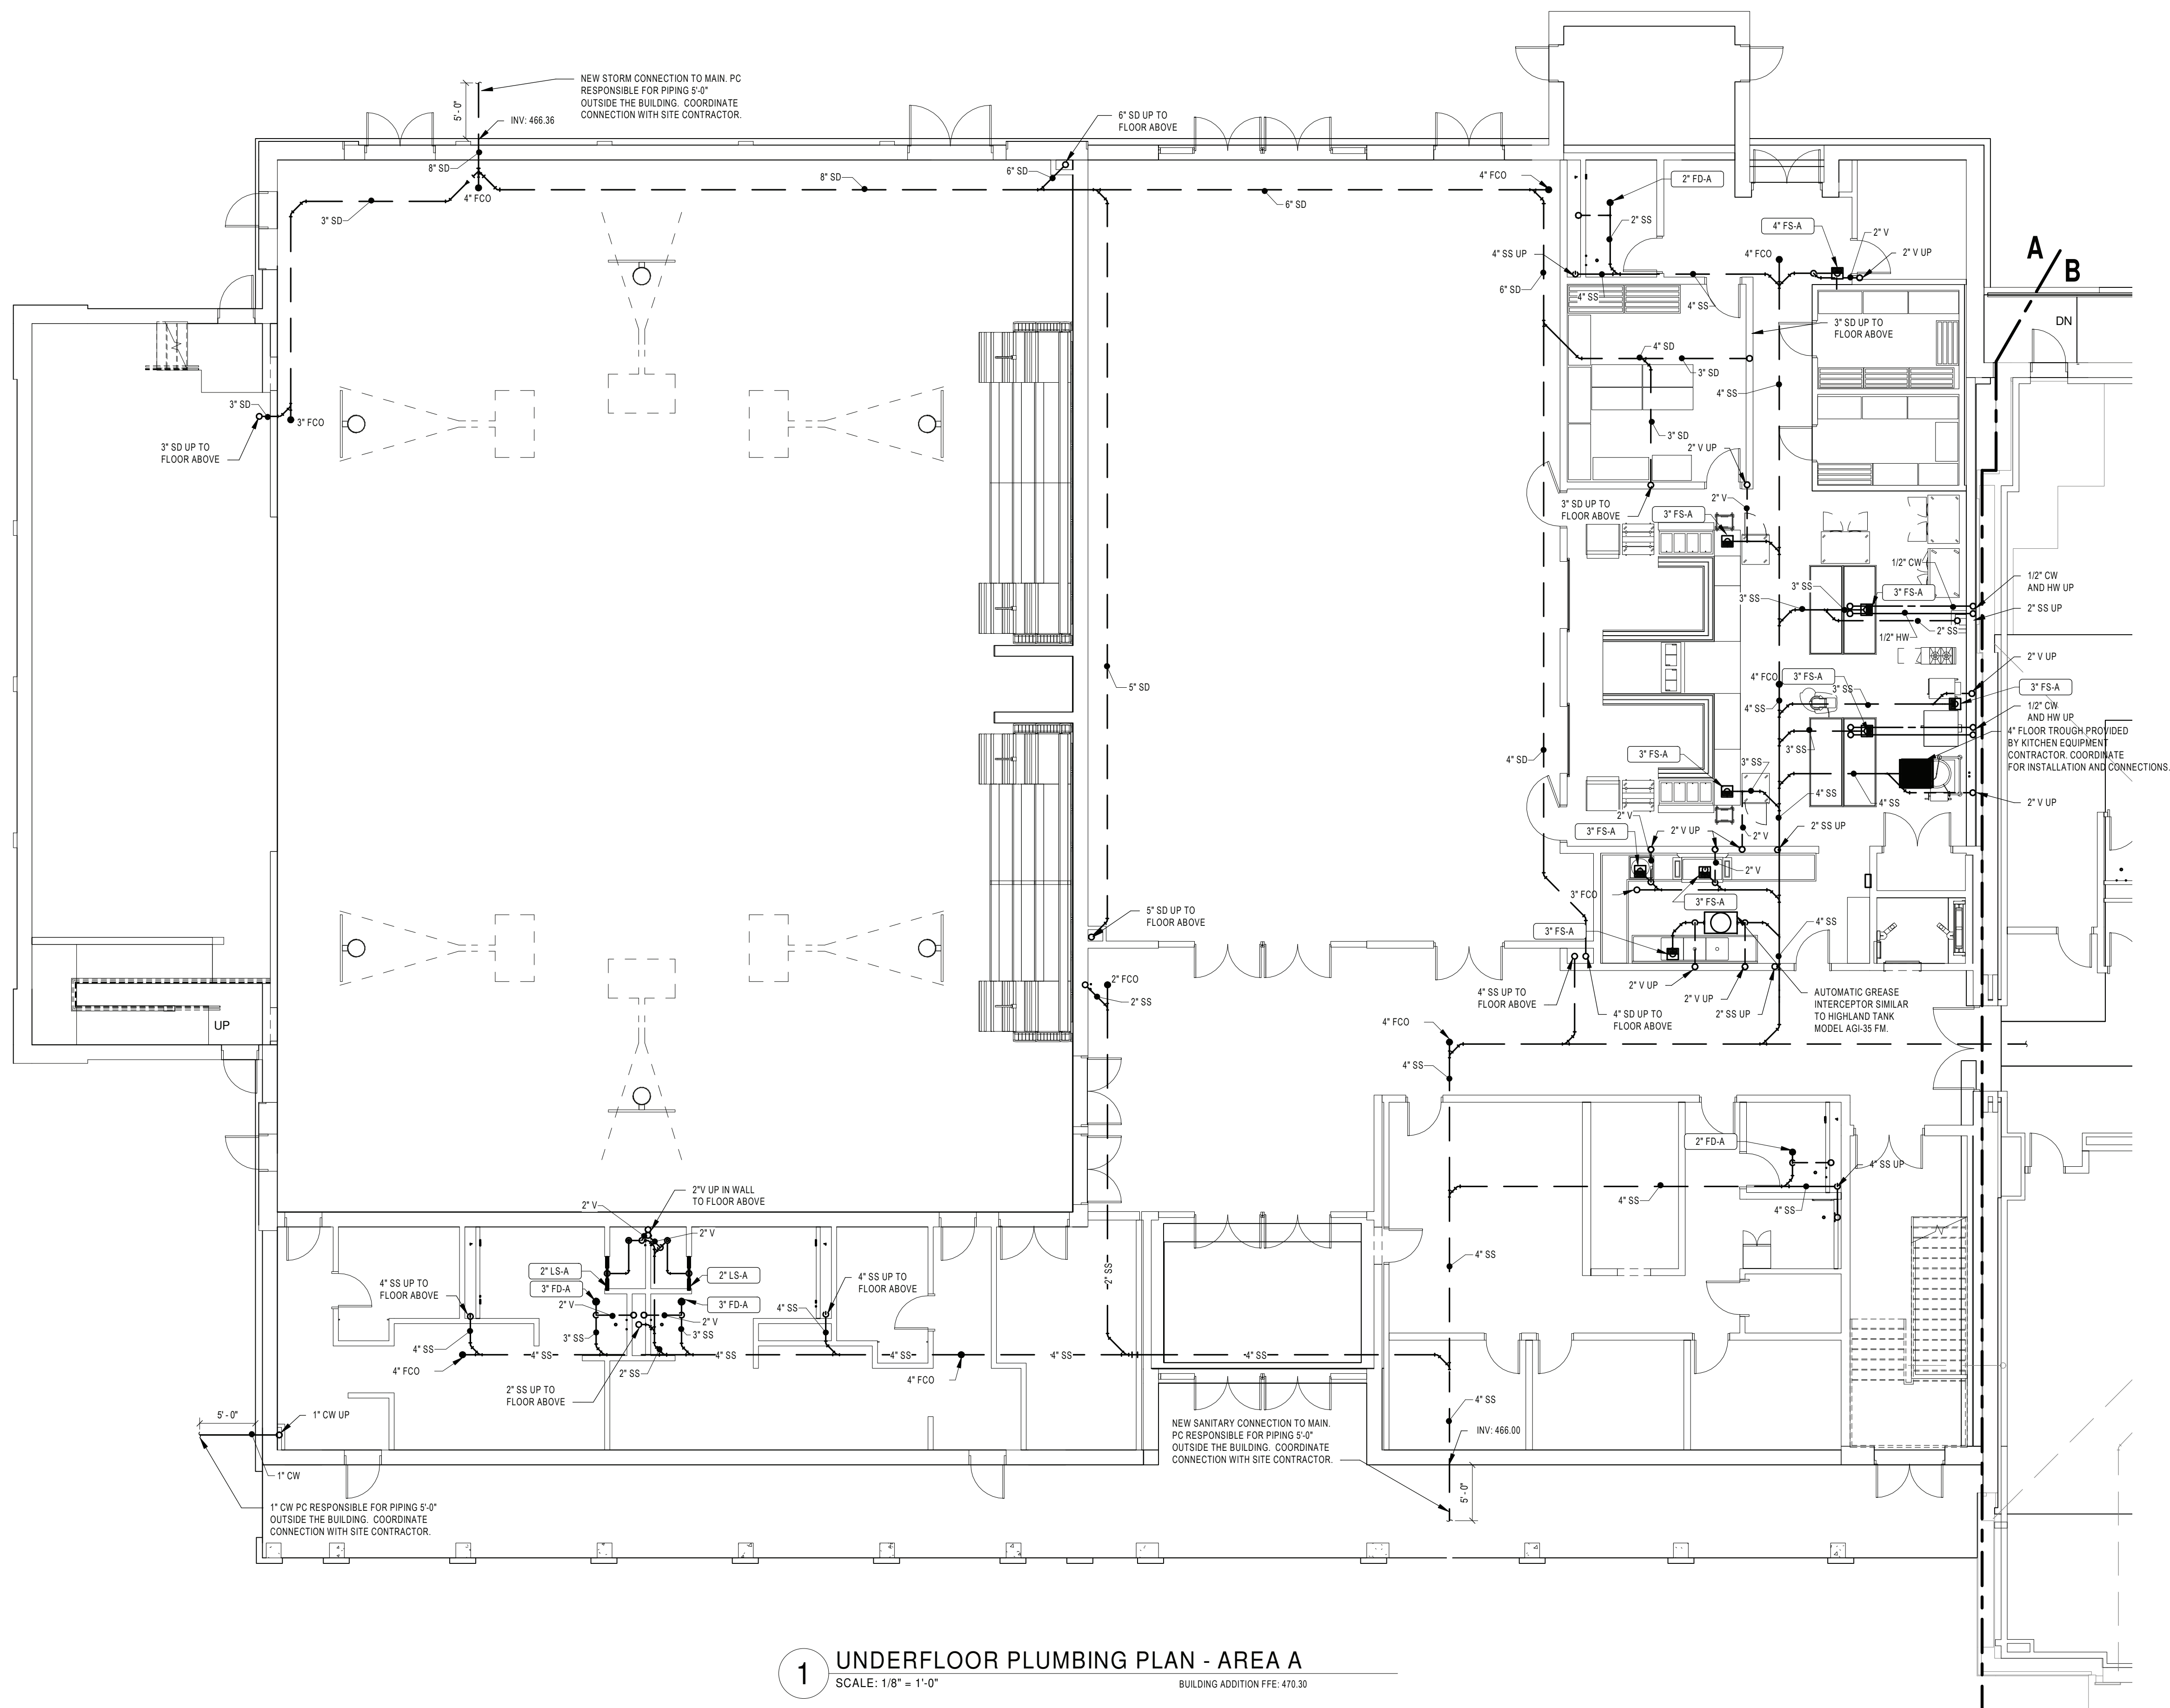 NEW STORM CONNECTION TO MAIN. PC
RESPONSIBLE FOR PIPING 5'-0"
OUTSIDE THE BUILDING. COORDINATE
CONNECTION WITH SITE CONTRACTOR.
5' - 0"
INV: 466.36
6" SD UP TO
FLOOR ABOVE
8" SD
4" FCO
3" SD
8" SD
6" SD
6" SD
4" FCO
2" FD-A
2" SS
4" FS-A
2" V
2" V UP
4" SS UP
4" FCO
6" SD
4" SS
4" SS
A
B
DN
3" SD UP TO
FLOOR ABOVE
4" SD
3" SD
4" SS
3" SD
3" FCO
3" SD UP TO
FLOOR ABOVE
3" SD
2" V UP
2" V
3" SD UP TO
FLOOR ABOVE
3" FS-A
1/2" CW
1/2" CW
AND HW UP
3" SS
3" FS-A
3" SS
2" SS UP
2" SS
1/2" HW
2" V UP
4" FCO
3" FS-A
3" SS
3" FS-A
4" SS
1/2" CW
AND HW UP
4" FLOOR TROUGH PROVIDED
BY KITCHEN EQUIPMENT
CONTRACTOR. COORDINATE
FOR INSTALLATION AND CONNECTIONS.
5" SD
4" SD
3" FS-A
3" SS
3" SS
4" SS
4" SS
2" V UP
2" V
3" FS-A
2" V UP
2" V
2" SS UP
2" V
3" FCO
3" FS-A
5" SD UP TO
FLOOR ABOVE
3" FS-A
4" SS
2" FCO
2" SS
4" SS UP TO
FLOOR ABOVE
2" V UP
2" V UP
2" SS UP
AUTOMATIC GREASE
INTERCEPTOR SIMILAR
TO HIGHLAND TANK
MODEL AGI-35 FM.
4" SD UP TO
FLOOR ABOVE
UP
4" FCO
4" SS
2" FD-A
4" SS UP
4" SS
4" SS
2"V UP IN WALL
TO FLOOR ABOVE
2" V
2" V
4" SS
2" SS
4" SS UP TO
FLOOR ABOVE
2" LS-A
3" FD-A
2" LS-A
3" FD-A
4" SS UP TO
FLOOR ABOVE
2" V
2" V
4" SS
3" SS
3" SS
4" SS
4" SS
4" SS
4" SS
4" SS
4" SS
4" FCO
2" SS
4" FCO
2" SS UP TO
FLOOR ABOVE
4" SS
5' - 0"
1" CW UP
NEW SANITARY CONNECTION TO MAIN.
PC RESPONSIBLE FOR PIPING 5'-0"
OUTSIDE THE BUILDING. COORDINATE
CONNECTION WITH SITE CONTRACTOR.
INV: 466.00
1" CW
5' - 0"
1" CW PC RESPONSIBLE FOR PIPING 5'-0"
OUTSIDE THE BUILDING. COORDINATE
CONNECTION WITH SITE CONTRACTOR.
1
UNDERFLOOR PLUMBING PLAN - AREA A
SCALE: 1/8" = 1'-0"
BUILDING ADDITION FFE: 470.30